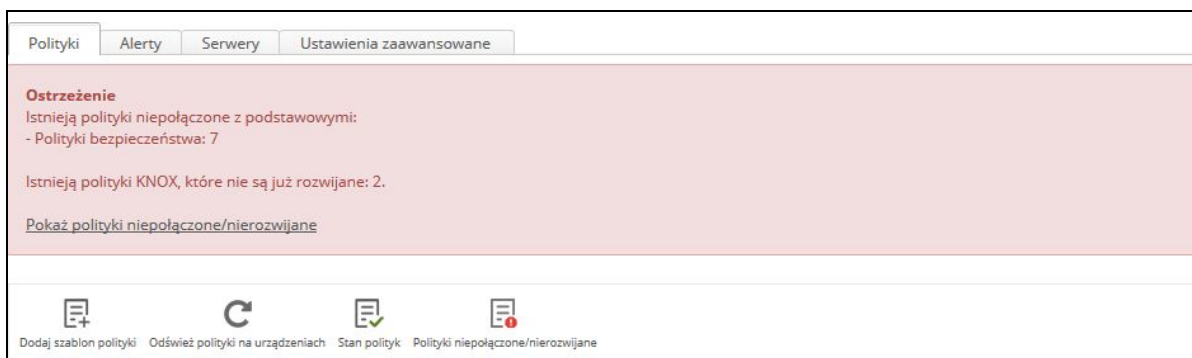 Polityki Alerty Serwery Ustawienia zaawansowane
Ostrzeżenie
Istnieją polityki niepołączone z podstawowymi:
- Polityki bezpieczeństwa: 7
Istnieją polityki KNOX, które nie są już rozwijane: 2.
Pokaż polityki niepołączone/nierozwijane
Dodaj szablon polityki Odśwież polityki na urządzeniach Stan polityk Polityki niepołączone/nierozwijane